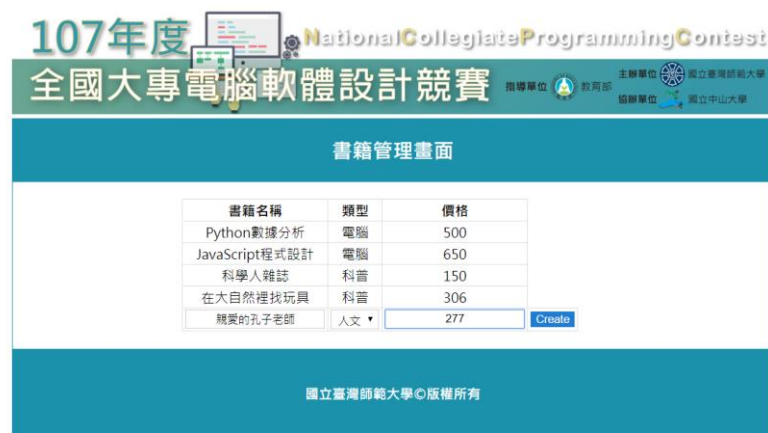 107年度
NationalCollegiateProgrammingContest
全國大專電腦軟體設計競賽
指導單位 教育部
主辦單位 國立臺灣師範大學
協辦單位 國立中山大學
書籍管理畫面
書籍名稱 類型 價格
Python數據分析 電腦 500
JavaScript程式設計 電腦 650
科學人雜誌 科普 150
在大自然裡找玩具 科普 306
親愛的孔子老師 人文 277 Create
國立臺灣師範大學©版權所有